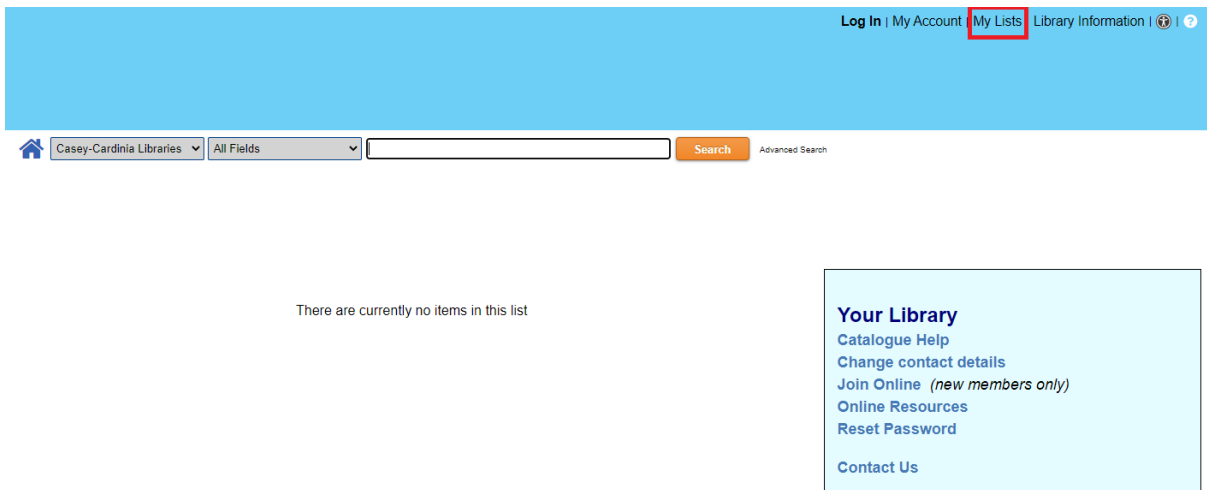 Log In | My Account | My Lists Library Information | | ?
Casey-Cardinia Libraries All Fields Search Advanced Search
There are currently no items in this list
Your Library
Catalogue Help
Change contact details
Join Online (new members only)
Online Resources
Reset Password
Contact Us